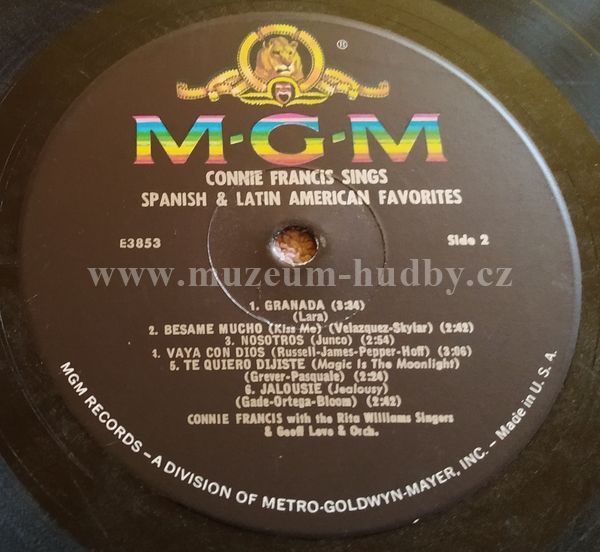 ®
M-G-M
CONNIE FRANCIS SINGS
SPANISH & LATIN AMERICAN FAVORITES
E3853 Side 2
www.muzeum-hudby.cz
1. GRANADA (3:34)
(Lara)
2. BESAME MUCHO (Kiss Me) (Velazquez-Skylar) (2:42)
3. NOSOTROS (Junco) (2:54)
4. VAYA CON DIOS (Russell-James-Pepper-Hoff) (3:06)
5. TE QUIERO DIJISTE (Magic Is The Moonlight)
(Grever-Pasquale) (2:24)
6. JALOUSIE (Jealousy)
(Gade-Ortega-Bloom) (2:42)
CONNIE FRANCIS with the Rita Williams Singers
& Geoff Love & Orch.
MGM RECORDS – A DIVISION OF METRO-GOLDWYN-MAYER, INC. – Made in U.S.A.